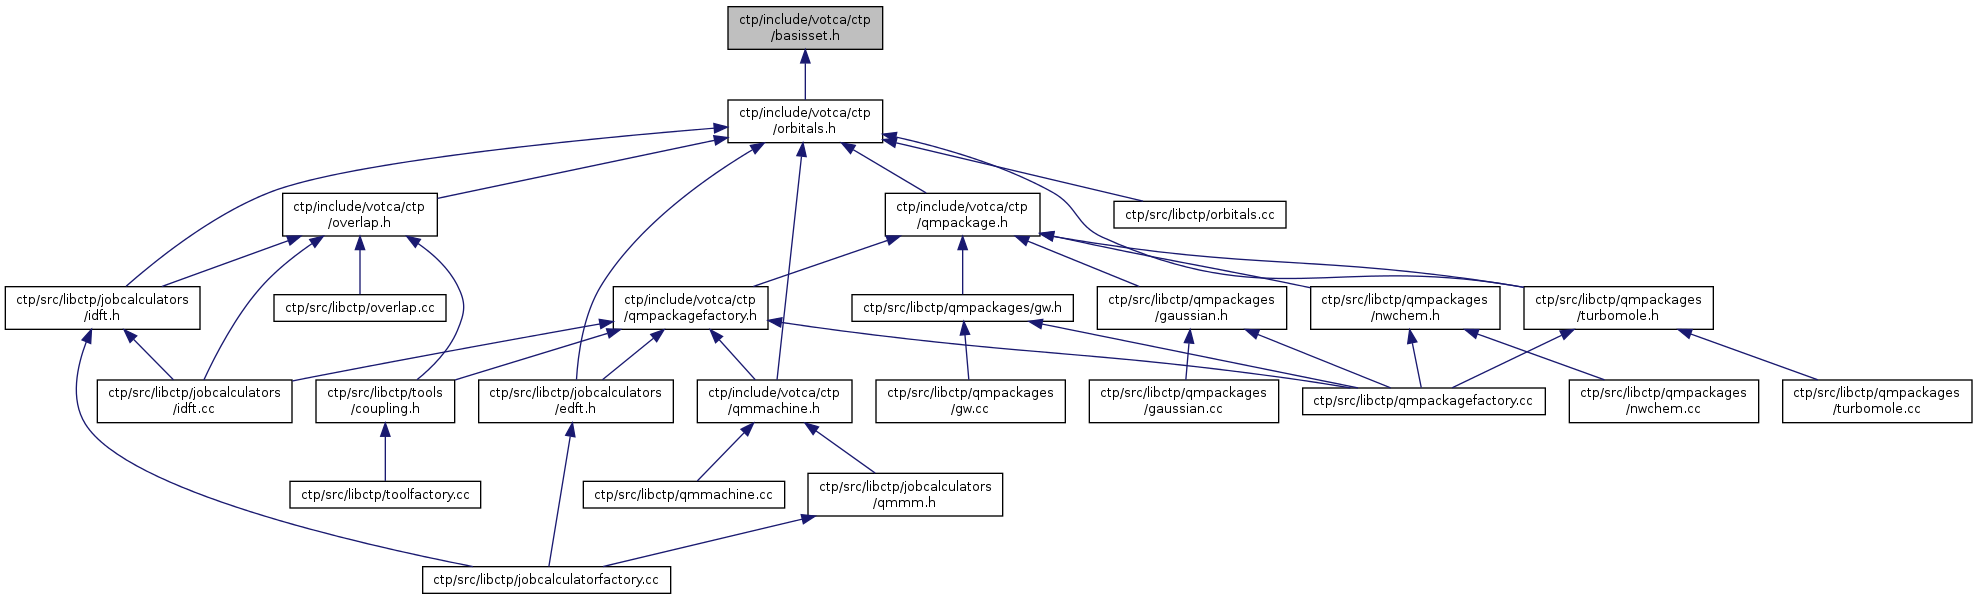 ctp/include/votca/ctp
/basisset.h
ctp/include/votca/ctp
/orbitals.h
ctp/include/votca/ctp
/overlap.h
ctp/include/votca/ctp
/qmpackage.h
ctp/src/libctp/orbitals.cc
ctp/src/libctp/jobcalculators
/idft.h
ctp/src/libctp/overlap.cc
ctp/include/votca/ctp
/qmpackagefactory.h
ctp/src/libctp/qmpackages/gw.h
ctp/src/libctp/qmpackages
/gaussian.h
ctp/src/libctp/qmpackages
/nwchem.h
ctp/src/libctp/qmpackages
/turbomole.h
ctp/src/libctp/jobcalculators
/idft.cc
ctp/src/libctp/tools
/coupling.h
ctp/src/libctp/jobcalculators
/edft.h
ctp/include/votca/ctp
/qmmachine.h
ctp/src/libctp/qmpackages
/gw.cc
ctp/src/libctp/qmpackages
/gaussian.cc
ctp/src/libctp/qmpackagefactory.cc
ctp/src/libctp/qmpackages
/nwchem.cc
ctp/src/libctp/qmpackages
/turbomole.cc
ctp/src/libctp/toolfactory.cc
ctp/src/libctp/qmmachine.cc
ctp/src/libctp/jobcalculators
/qmmm.h
ctp/src/libctp/jobcalculatorfactory.cc